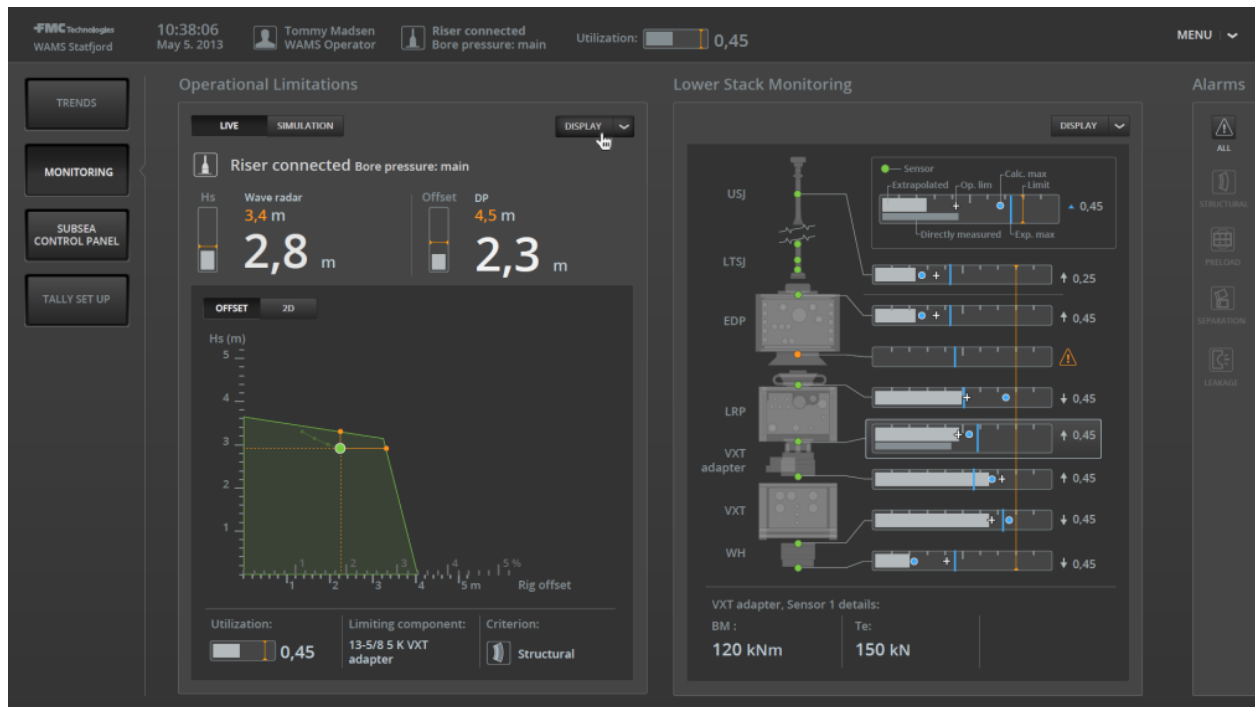 FMC Technologies
WAMS Statfjord
10:38:06
May 5. 2013
Tommy Madsen
WAMS Operator
Riser connected
Bore pressure: main
Utilization: 0,45
MENU
TRENDS
MONITORING
SUBSEA
CONTROL PANEL
TALLY SET UP
Operational Limitations
LIVE SIMULATION DISPLAY
Riser connected Bore pressure: main
Hs Wave radar
3,4 m
2,8 m
Offset DP
4,5 m
2,3 m
OFFSET 2D
Hs (m)
5
4
3
2
1
1 2 3 4 5 %
1 2 3 4 5 m Rig offset
Utilization:
0,45
Limiting component:
13-5/8 5 K VXT
adapter
Criterion:
Structural
Lower Stack Monitoring
DISPLAY
Sensor
Calc. max
Extrapolated Op. lim Limit
0,45
Directly measured Exp. max
USJ
LTSJ
0,25
EDP
0,45
LRP
0,45
VXT
adapter
0,45
0,45
VXT
0,45
WH
0,45
VXT adapter, Sensor 1 details:
BM :
120 kNm
Te:
150 kN
Alarms
ALL
STRUCTURAL
PRELOAD
SEPARATION
LEAKAGE